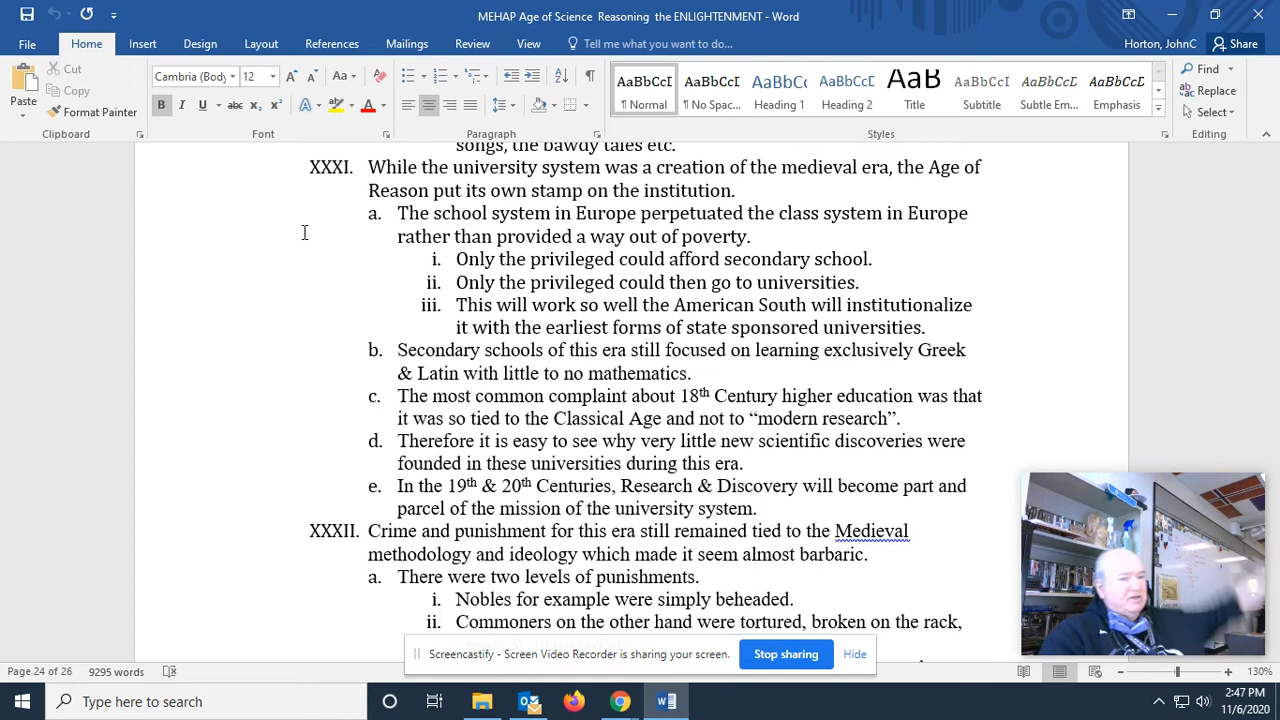 MEHAP Age of Science  Reasoning  the ENLIGHTENMENT - Word
File Home Insert Design Layout References Mailings Review View Tell me what you want to do... Horton, JohnC Share
Paste Cut Copy Format Painter
Cambria (Body 12
AaBbCcI AaBbCcI AaBbC( AaBbCcI AaB AaBbCcD AaBbCcDc AaBbCcDc
¶ Normal ¶ No Spac... Heading 1 Heading 2 Title Subtitle Subtle Em... Emphasis
Find Replace Select
Clipboard Font Paragraph Styles Editing
songs, the bawdy tales etc.
XXXI. While the university system was a creation of the medieval era, the Age of
Reason put its own stamp on the institution.
a. The school system in Europe perpetuated the class system in Europe
rather than provided a way out of poverty.
i. Only the privileged could afford secondary school.
ii. Only the privileged could then go to universities.
iii. This will work so well the American South will institutionalize
it with the earliest forms of state sponsored universities.
b. Secondary schools of this era still focused on learning exclusively Greek
& Latin with little to no mathematics.
c. The most common complaint about 18th Century higher education was that
it was so tied to the Classical Age and not to “modern research”.
d. Therefore it is easy to see why very little new scientific discoveries were
founded in these universities during this era.
e. In the 19th & 20th Centuries, Research & Discovery will become part and
parcel of the mission of the university system.
XXXII. Crime and punishment for this era still remained tied to the Medieval
methodology and ideology which made it seem almost barbaric.
a. There were two levels of punishments.
i. Nobles for example were simply beheaded.
ii. Commoners on the other hand were tortured, broken on the rack,
Screencastify - Screen Video Recorder is sharing your screen. Stop sharing Hide
Page 24 of 26 9295 words 130%
Type here to search
2:47 PM
11/6/2020